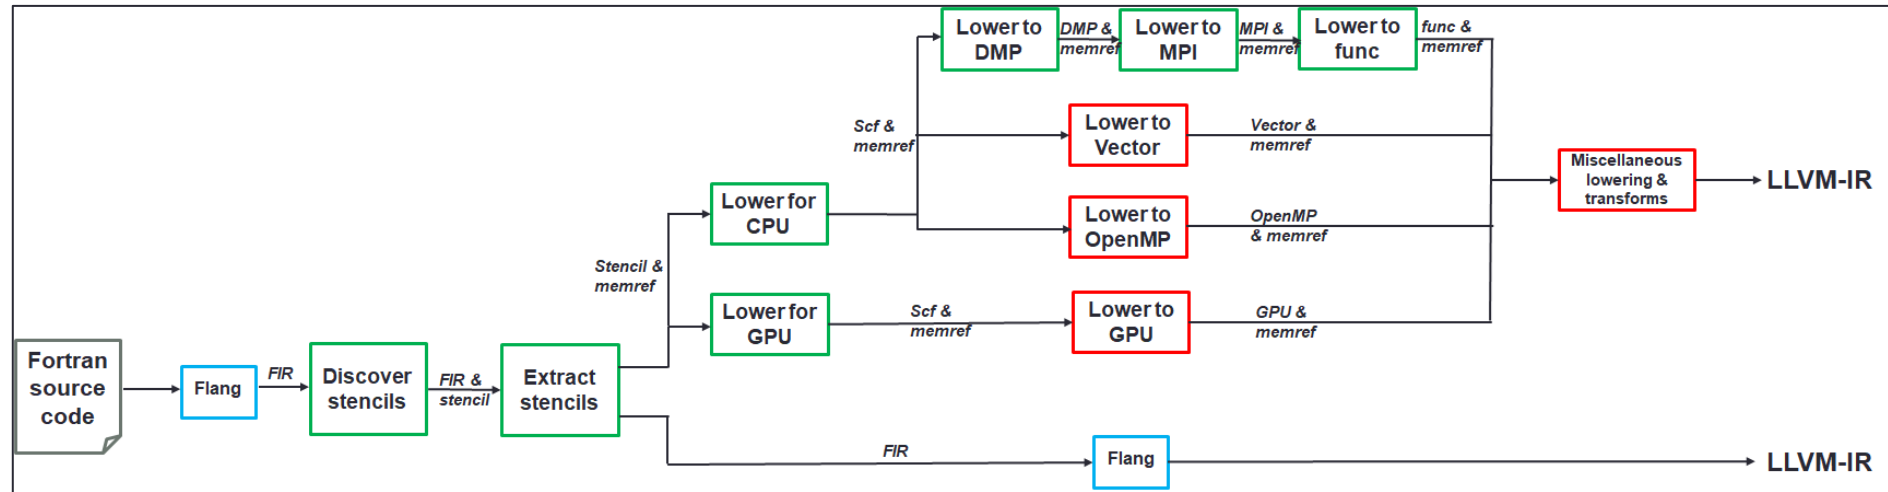 Lower to
DMP
DMP &
memref
Lower to
MPI
MPI &
memref
Lower to
func
func &
memref
Scf &
memref
Lower to
Vector
Vector &
memref
Miscellaneous
lowering &
transforms
LLVM-IR
Lower for
CPU
Lower to
OpenMP
OpenMP
& memref
Stencil &
memref
Lower for
GPU
Scf &
memref
Lower to
GPU
GPU &
memref
Fortran
source
code
Flang
FIR
Discover
stencils
FIR &
stencil
Extract
stencils
FIR
Flang
LLVM-IR